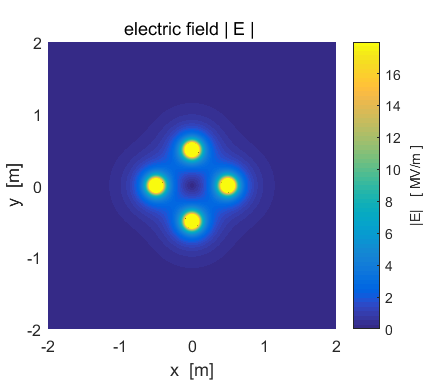 electric field | E |
2
1
0
-1
-2
y [m]
-2 -1 0 1 2
x [m]
16
14
12
10
8
6
4
2
0
|E| [ MV/m ]